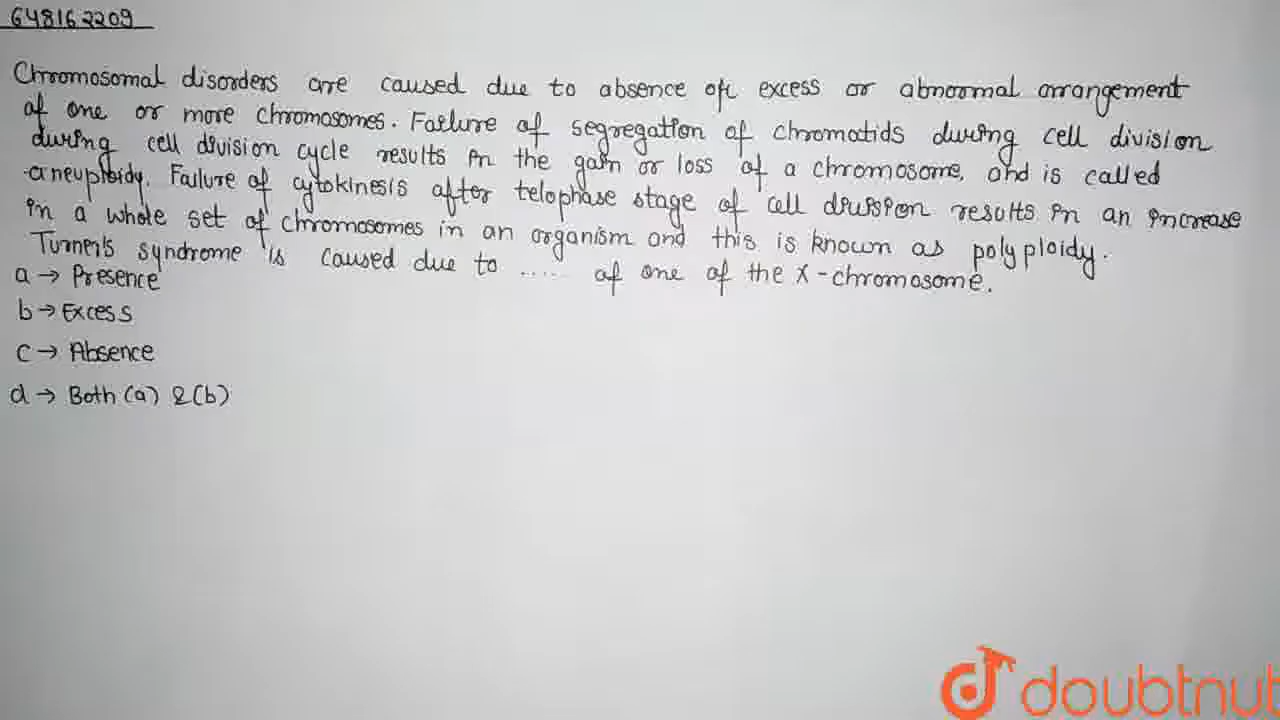 648162209
Chromosomal disorders are caused due to absence or excess or abnormal arrangement
of one or more chromosomes. Failure of segregation of chromatids during cell division
during cell division cycle results in the gain or loss of a chromosome, and is called
aneuploidy. Failure of cytokinesis after telophase stage of cell division results in an increase
in a whole set of chromosomes in an organism and this is known as polyploidy.
Turner's syndrome is caused due to ...... of one of the X-chromosome.
a → Presence
b → Excess
c → Absence
d → Both (a) & (b)
doubtnut